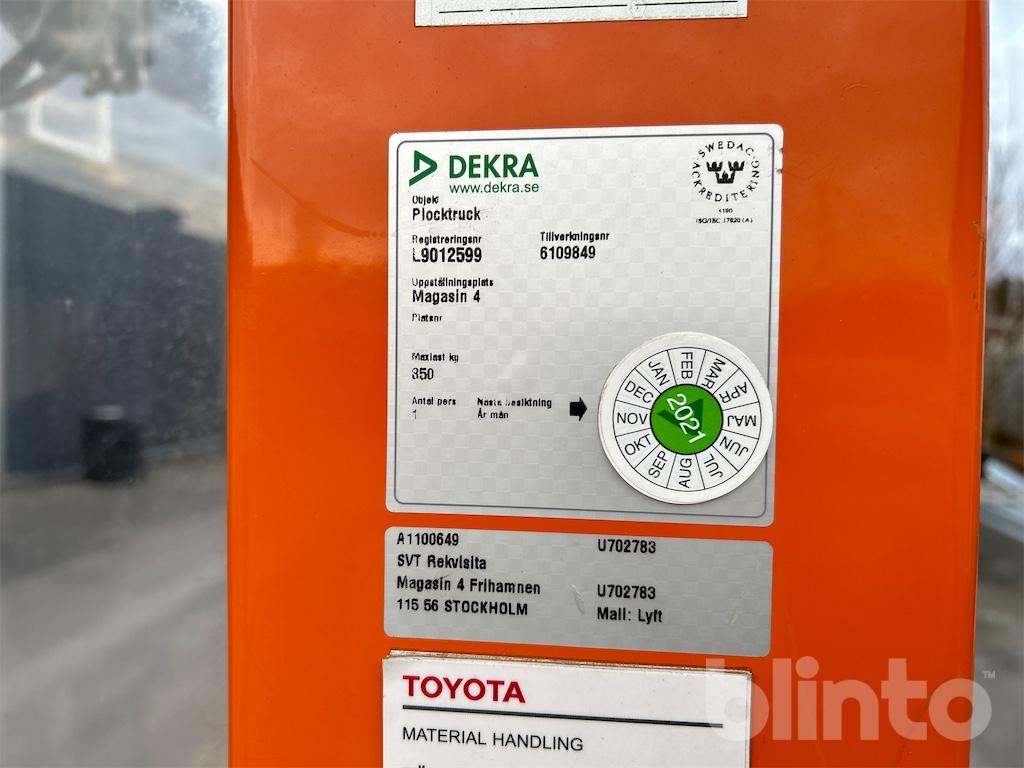 DEKRA
www.dekra.se
SWEDAC
ACKREDITERING
ISO/IEC 17020 (A)
Objekt
Plocktruck
Registreringsnr Tillverkningsnr
L9012599 6109849
Uppställningsplats
Magasin 4
Platsnr
Maxlast kg
350
Antal pers Nästa besiktning
1 År mån
JAN FEB MAR APR MAJ JUN JUL AUG SEP OKT NOV DEC
2021
A1100649 U702783
SVT Rekvisita
Magasin 4 Frihamnen U702783
115 56 STOCKHOLM Mall: Lyft
TOYOTA
MATERIAL HANDLING
blinto™